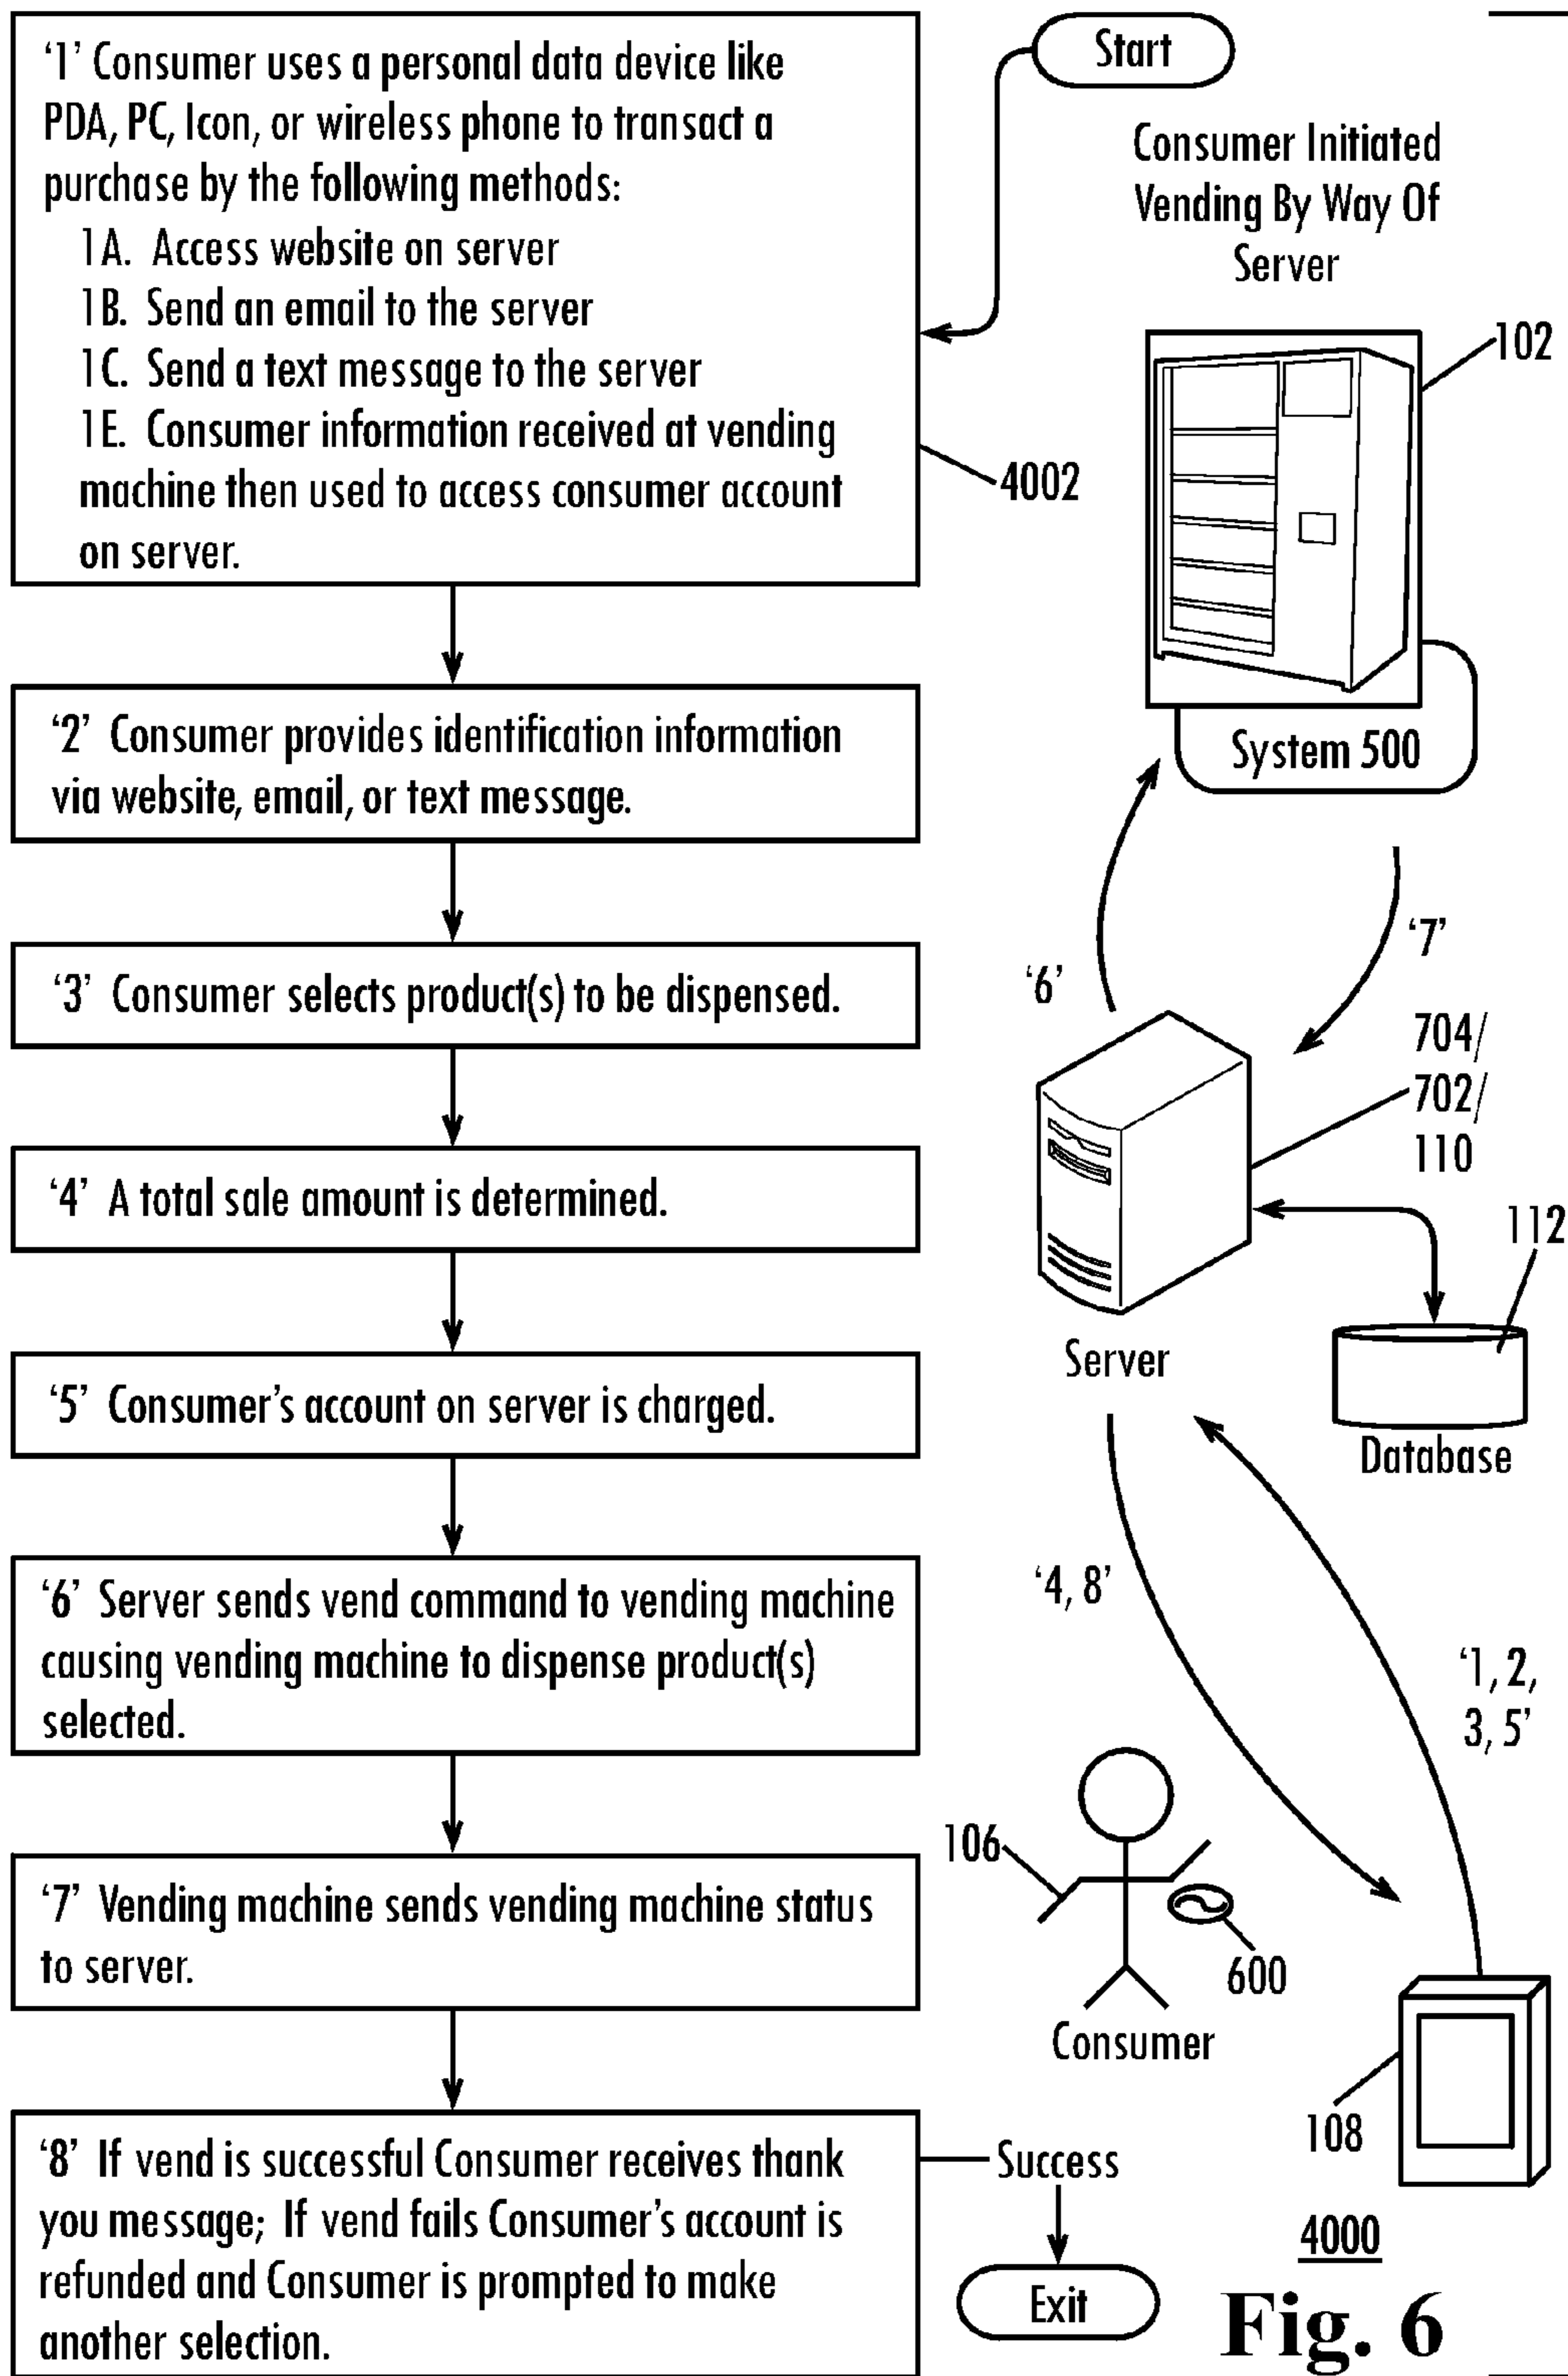 ‘1’ Consumer uses a personal data device like
PDA, PC, Icon, or wireless phone to transact a
purchase by the following methods:
1A. Access website on server
1B. Send an email to the server
1C. Send a text message to the server
1E. Consumer information received at vending
machine then used to access consumer account
on server.
4002
‘2’ Consumer provides identification information
via website, email, or text message.
‘3’ Consumer selects product(s) to be dispensed.
‘4’ A total sale amount is determined.
‘5’ Consumer’s account on server is charged.
‘6’ Server sends vend command to vending machine
causing vending machine to dispense product(s)
selected.
‘7’ Vending machine sends vending machine status
to server.
‘8’ If vend is successful Consumer receives thank
you message; If vend fails Consumer’s account is
refunded and Consumer is prompted to make
another selection.
Success
Exit
Start
Consumer Initiated
Vending By Way Of
Server
102
System 500
‘6’
‘7’
704/
702/
110
112
Server
Database
‘4, 8’
‘1, 2,
3, 5’
106
600
Consumer
108
4000
Fig. 6